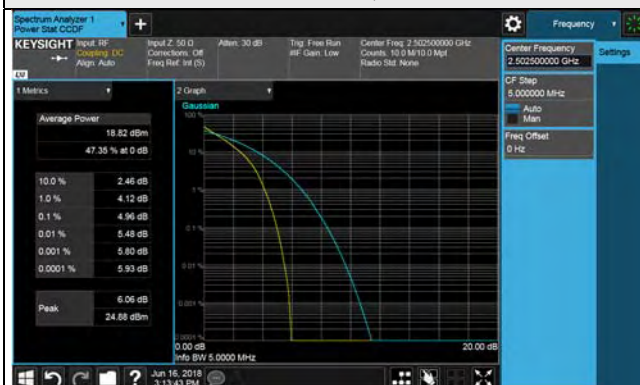 Spectrum Analyzer 1
Power Stat CCDF
Frequency
KEYSIGHT
Input: RF
Coupling: DC
Align: Auto
Input Z: 50 Ω
Corrections: Off
Freq Ref: Int (S)
Atten: 30 dB
Trig: Free Run
#IF Gain: Low
Center Freq: 2.502500000 GHz
Counts: 10.0 M/10.0 Mpt
Radio Std: None
Center Frequency
2.502500000 GHz
Settings
CF Step
5.000000 MHz
Auto
Man
Freq Offset
0 Hz
1 Metrics
Average Power
18.82 dBm
47.35 % at 0 dB
10.0 % 2.46 dB
1.0 % 4.12 dB
0.1 % 4.96 dB
0.01 % 5.48 dB
0.001 % 5.80 dB
0.0001 % 5.93 dB
Peak
6.06 dB
24.88 dBm
2 Graph
Gaussian
100 %
10 %
1 %
0.1 %
0.01 %
0.001 %
0.0001 %
0.00 dB
20.00 dB
Info BW 5.0000 MHz
Jun 16, 2018
3:13:43 PM